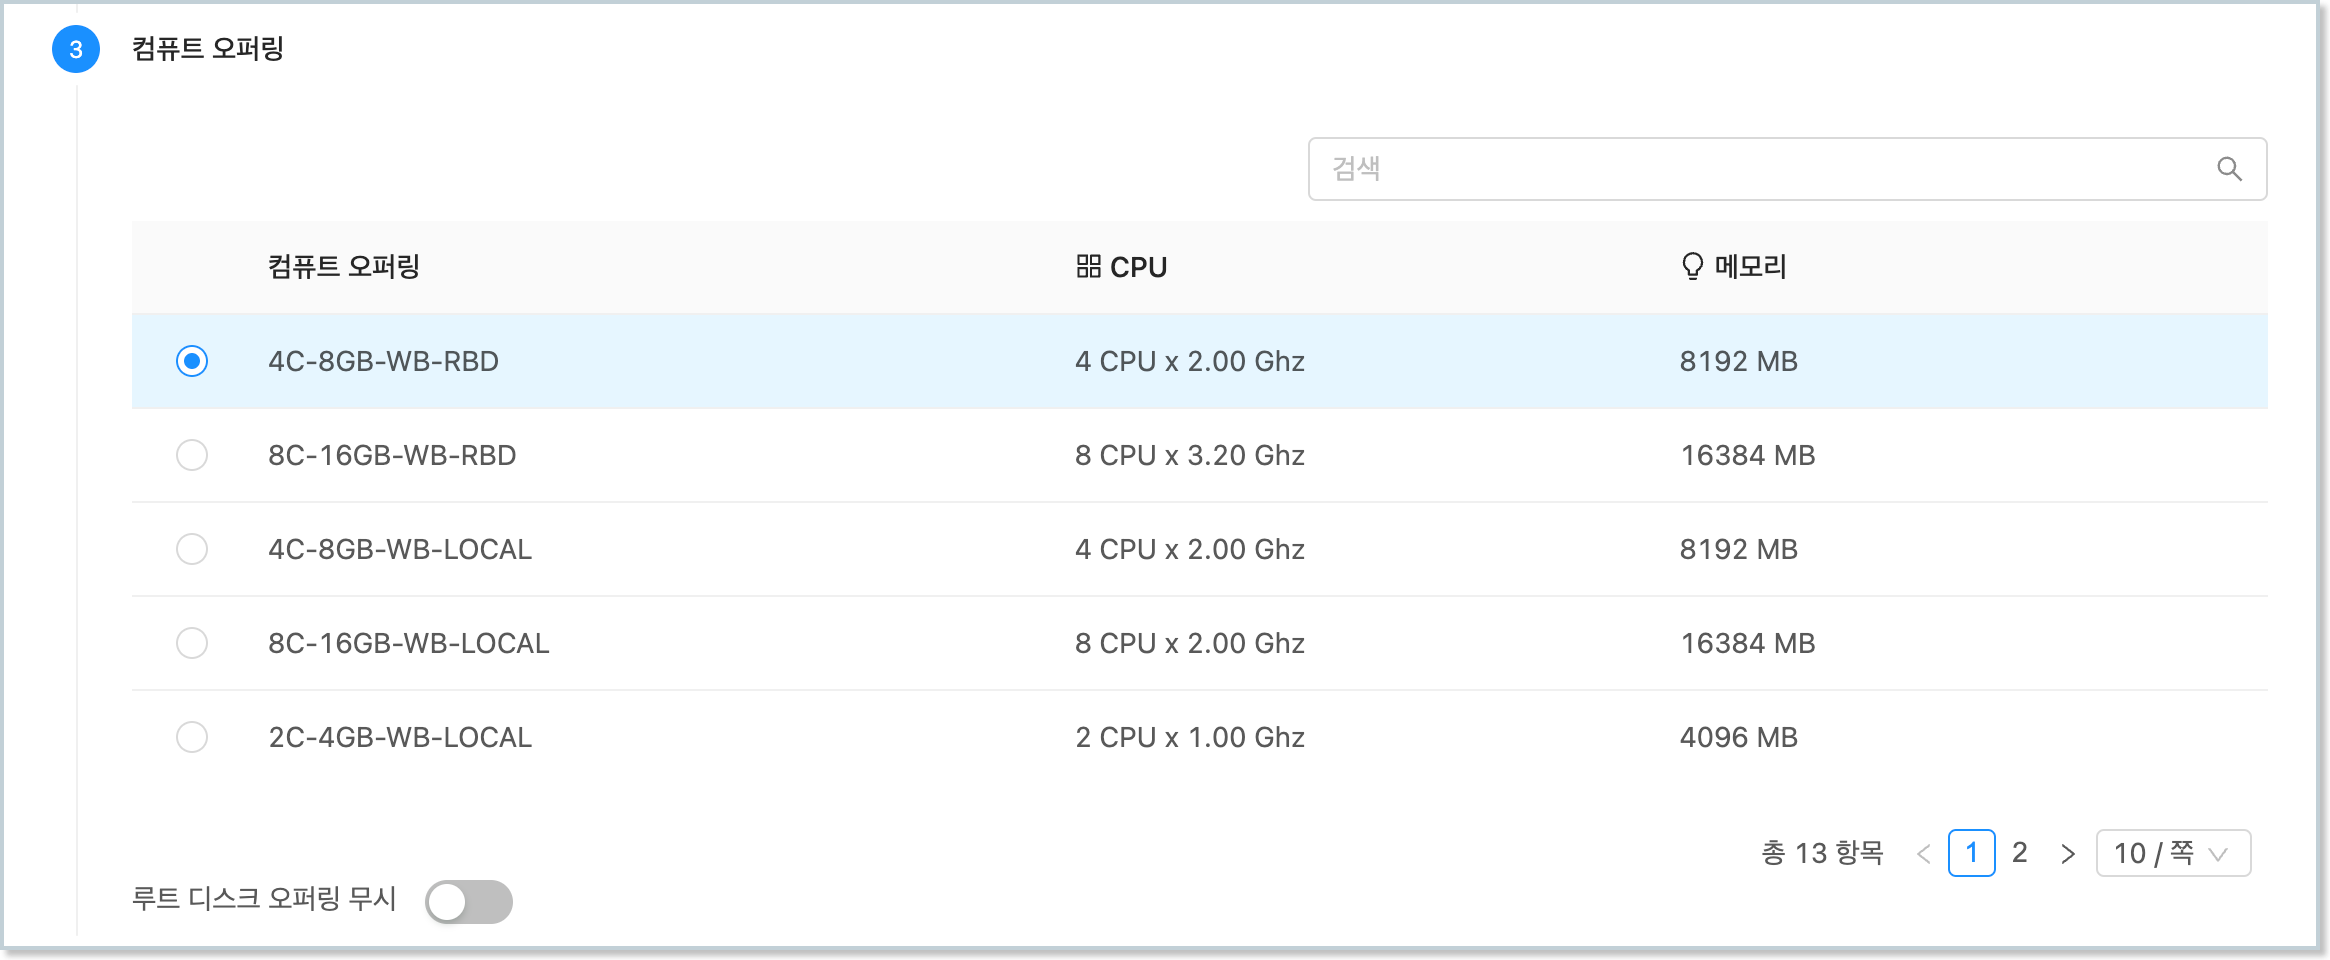 3 컴퓨트 오퍼링
검색
컴퓨트 오퍼링 CPU 메모리
4C-8GB-WB-RBD 4 CPU x 2.00 Ghz 8192 MB
8C-16GB-WB-RBD 8 CPU x 3.20 Ghz 16384 MB
4C-8GB-WB-LOCAL 4 CPU x 2.00 Ghz 8192 MB
8C-16GB-WB-LOCAL 8 CPU x 2.00 Ghz 16384 MB
2C-4GB-WB-LOCAL 2 CPU x 1.00 Ghz 4096 MB
총 13 항목 < 1 2 > 10 / 쪽
루트 디스크 오퍼링 무시